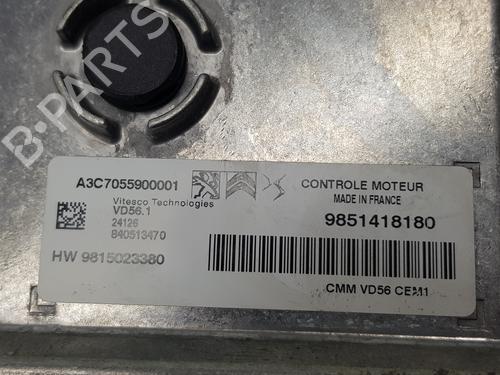 A3C7055900001
Vitesco Technologies
VD56.1
24126
840513470
HW 9815023380
CONTROLE MOTEUR
MADE IN FRANCE
9851418180
CMM VD56 CEM1
B-PARTS